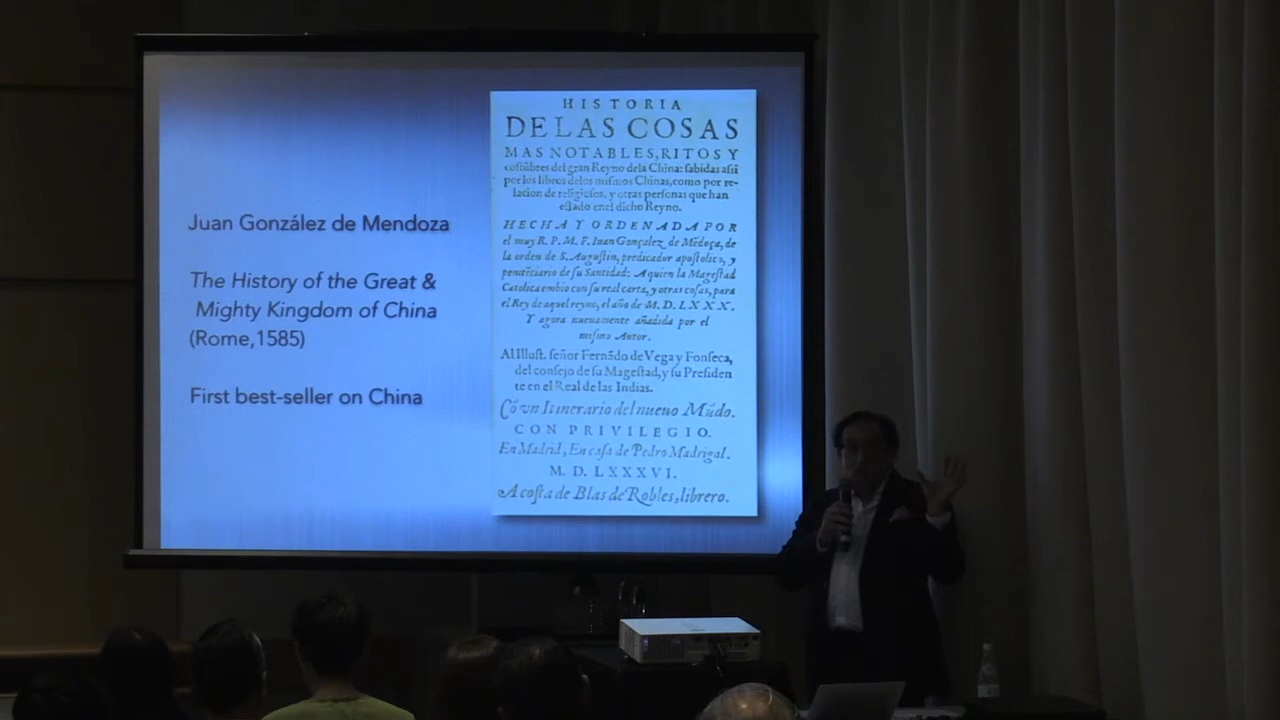 Juan González de Mendoza
The History of the Great &
Mighty Kingdom of China
(Rome,1585)
First best-seller on China
HISTORIA
DE LAS COSAS
MAS NOTABLES, RITOS Y
costũbres del gran Reyno dela China: sabidas assi
por los libros delos mismos Chinas, como por re-
lacion de religiosos, y otras personas que han
estado en el dicho Reyno.
HECHA Y ORDENADA POR
el muy R. P. M. F. Iuan Gonçalez de Mẽdoça, de
la orden de S. Augustin, predicador apostolico, y
penitẽciario de su Santidad: A quien la Magestad
Catolica embio con su real carta, y otras cosas, para
el Rey de aquel reyno, el año de M. D. LXXX.
Y agora nueuamente añadida por el
mismo Autor.
Al Illust. señor Fernãdo de Vega y Fonseca,
del consejo de su Magestad, y su Presiden
te en el Real de las Indias.
Cõ vn Itinerario del nueuo Mũdo.
CON PRIVILEGIO.
En Madrid, En casa de Pedro Madrigal.
M. D. LXXXVI.
A costa de Blas de Robles, librero.